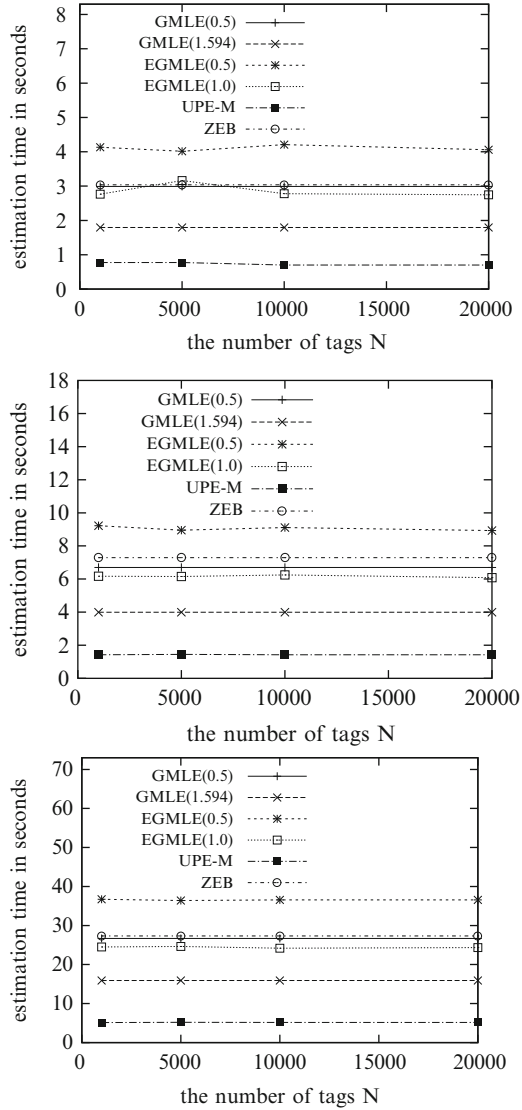 8
7
6
5
4
3
2
1
0
estimation time in seconds
GMLE(0.5)
GMLE(1.594)
EGMLE(0.5)
EGMLE(1.0)
UPE-M
ZEB
0 5000 10000 15000 20000
the number of tags N
18
16
14
12
10
8
6
4
2
0
estimation time in seconds
GMLE(0.5)
GMLE(1.594)
EGMLE(0.5)
EGMLE(1.0)
UPE-M
ZEB
0 5000 10000 15000 20000
the number of tags N
70
60
50
40
30
20
10
0
estimation time in seconds
GMLE(0.5)
GMLE(1.594)
EGMLE(0.5)
EGMLE(1.0)
UPE-M
ZEB
0 5000 10000 15000 20000
the number of tags N